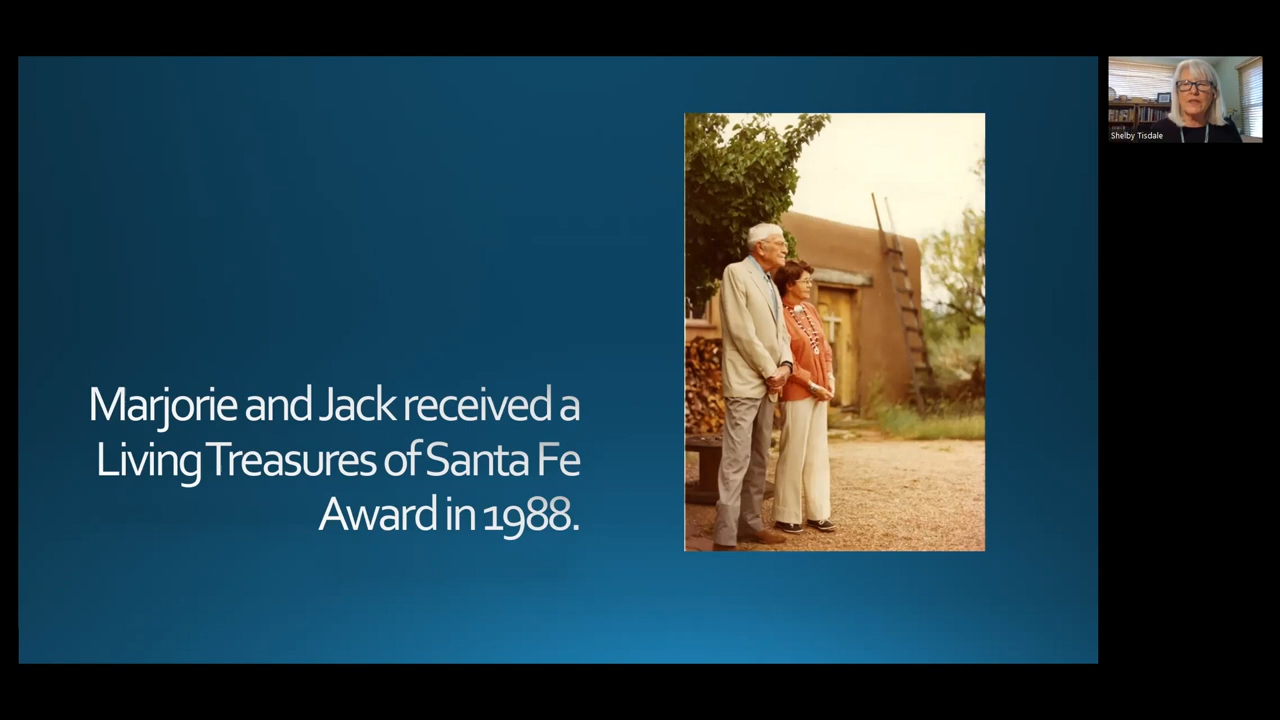 Marjorie and Jack received a
Living Treasures of Santa Fe
Award in 1988.
Shelby Tisdale